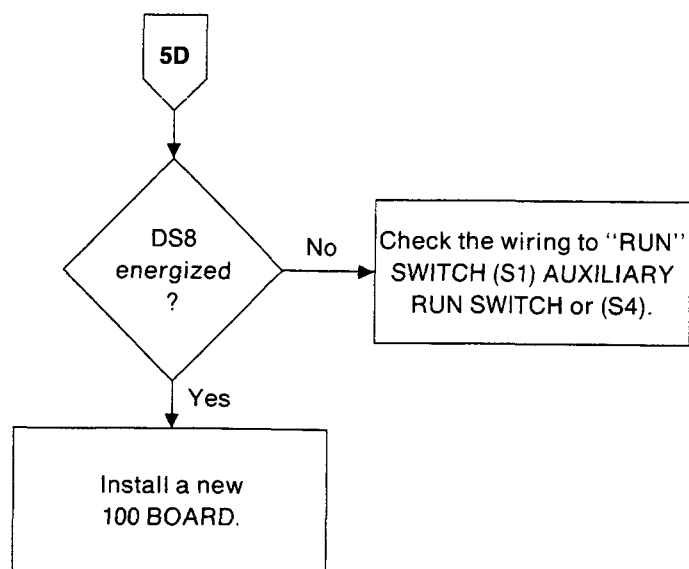 5D
DS8
energized
?
No
Check the wiring to “RUN”
SWITCH (S1) AUXILIARY
RUN SWITCH or (S4).
Yes
Install a new
100 BOARD.